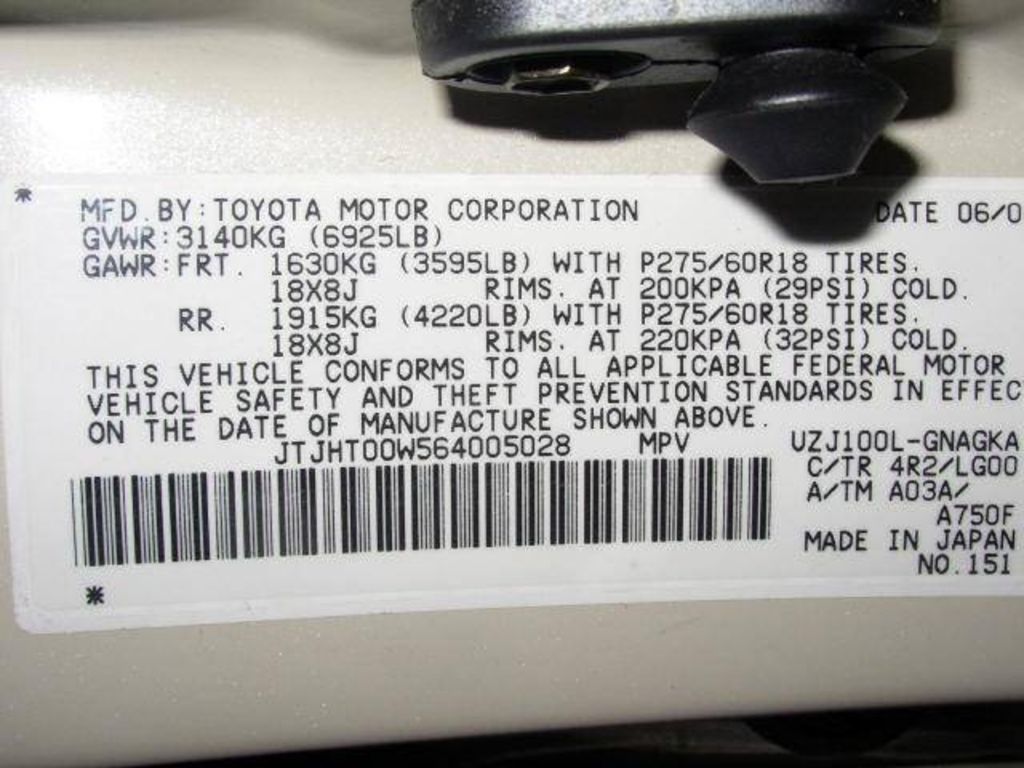 *
MFD. BY: TOYOTA MOTOR CORPORATION DATE 06/0
GVWR: 3140KG (6925LB)
GAWR: FRT. 1630KG (3595LB) WITH P275/60R18 TIRES.
18X8J RIMS. AT 200KPA (29PSI) COLD.
RR. 1915KG (4220LB) WITH P275/60R18 TIRES.
18X8J RIMS. AT 220KPA (32PSI) COLD.
THIS VEHICLE CONFORMS TO ALL APPLICABLE FEDERAL MOTOR
VEHICLE SAFETY AND THEFT PREVENTION STANDARDS IN EFFEC
ON THE DATE OF MANUFACTURE SHOWN ABOVE.
JTJHT00W564005028 MPV UZJ100L-GNAGKA
C/TR 4R2/LG00
A/TM A03A/
A750F
MADE IN JAPAN
NO. 151
*